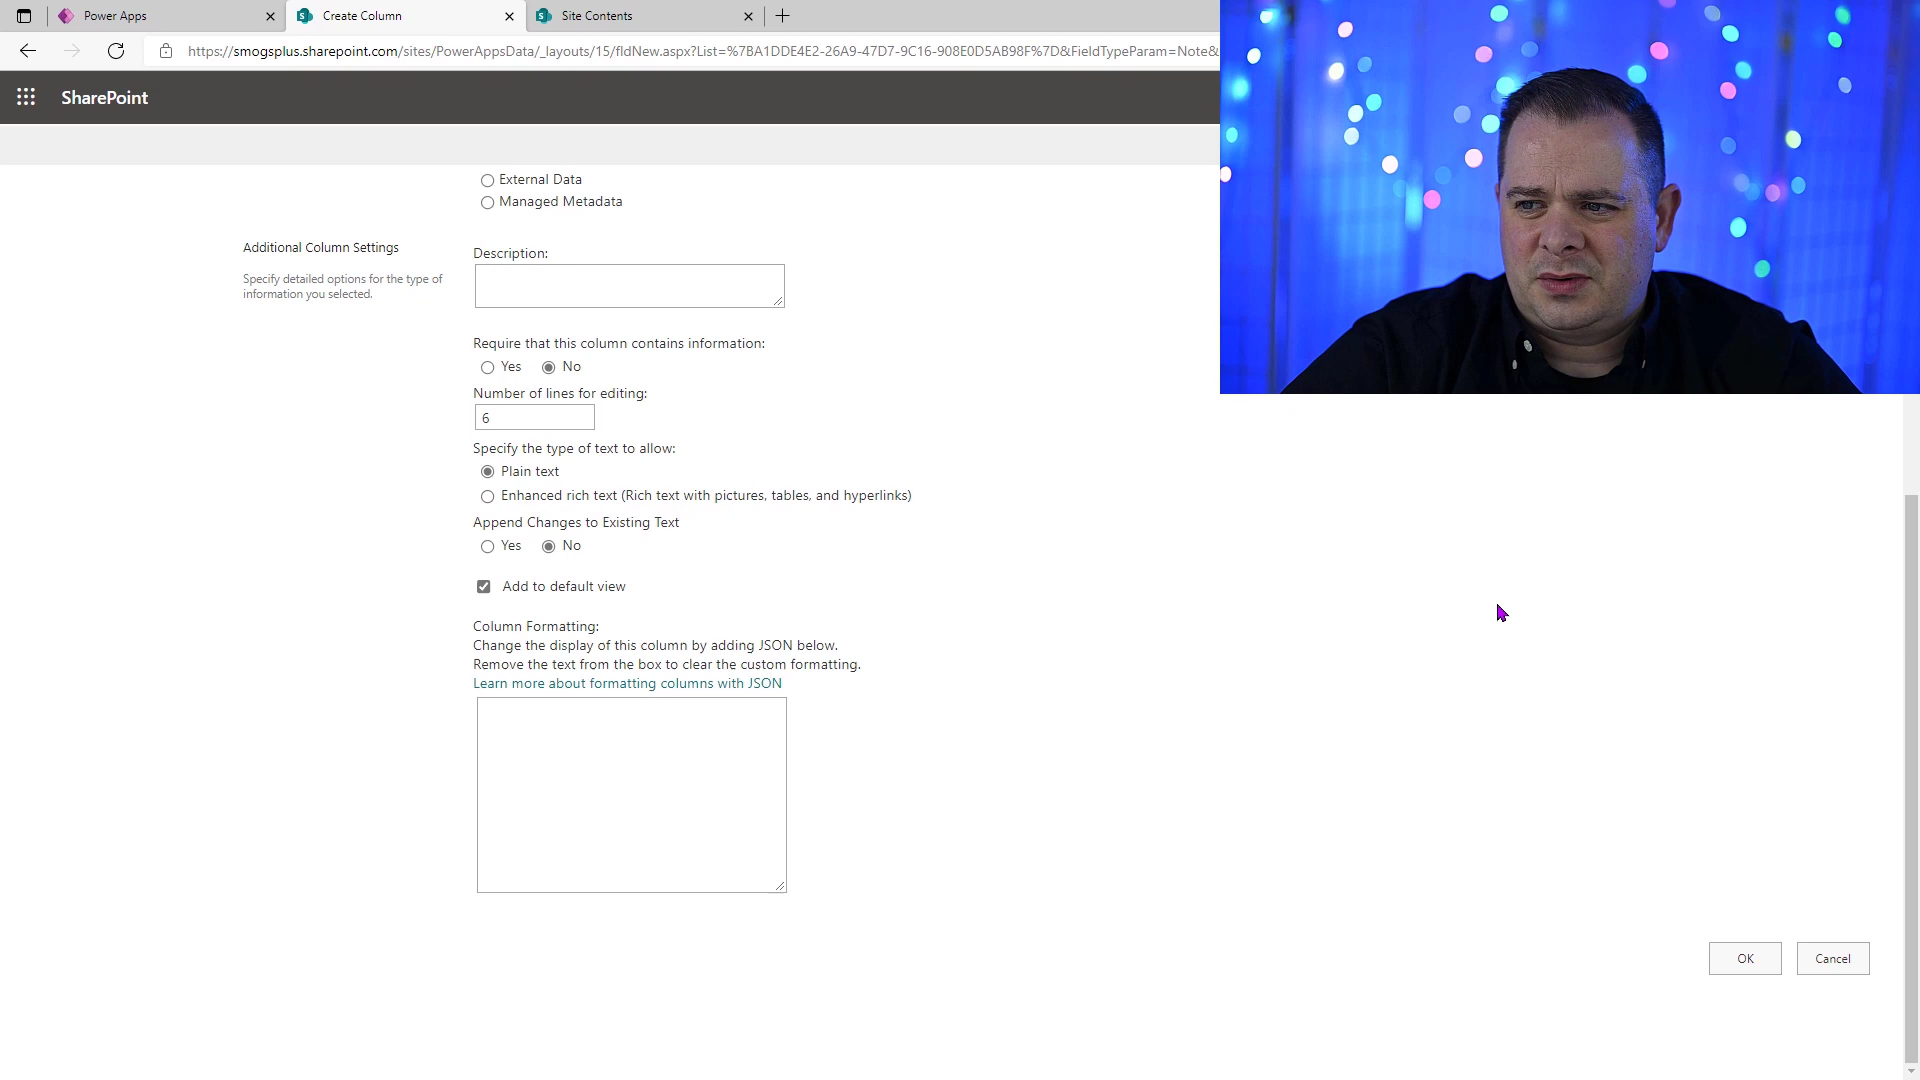 Power Apps
Create Column
Site Contents
https://smogsplus.sharepoint.com/sites/PowerAppsData/_layouts/15/fldNew.aspx?List=%7BA1DDE4E2-26A9-47D7-9C16-908E0D5AB98F%7D&FieldTypeParam=Note&
SharePoint
External Data
Managed Metadata
Additional Column Settings
Specify detailed options for the type of
information you selected.
Description:
Require that this column contains information:
Yes No
Number of lines for editing:
6
Specify the type of text to allow:
Plain text
Enhanced rich text (Rich text with pictures, tables, and hyperlinks)
Append Changes to Existing Text
Yes No
Add to default view
Column Formatting:
Change the display of this column by adding JSON below.
Remove the text from the box to clear the custom formatting.
Learn more about formatting columns with JSON
OK Cancel